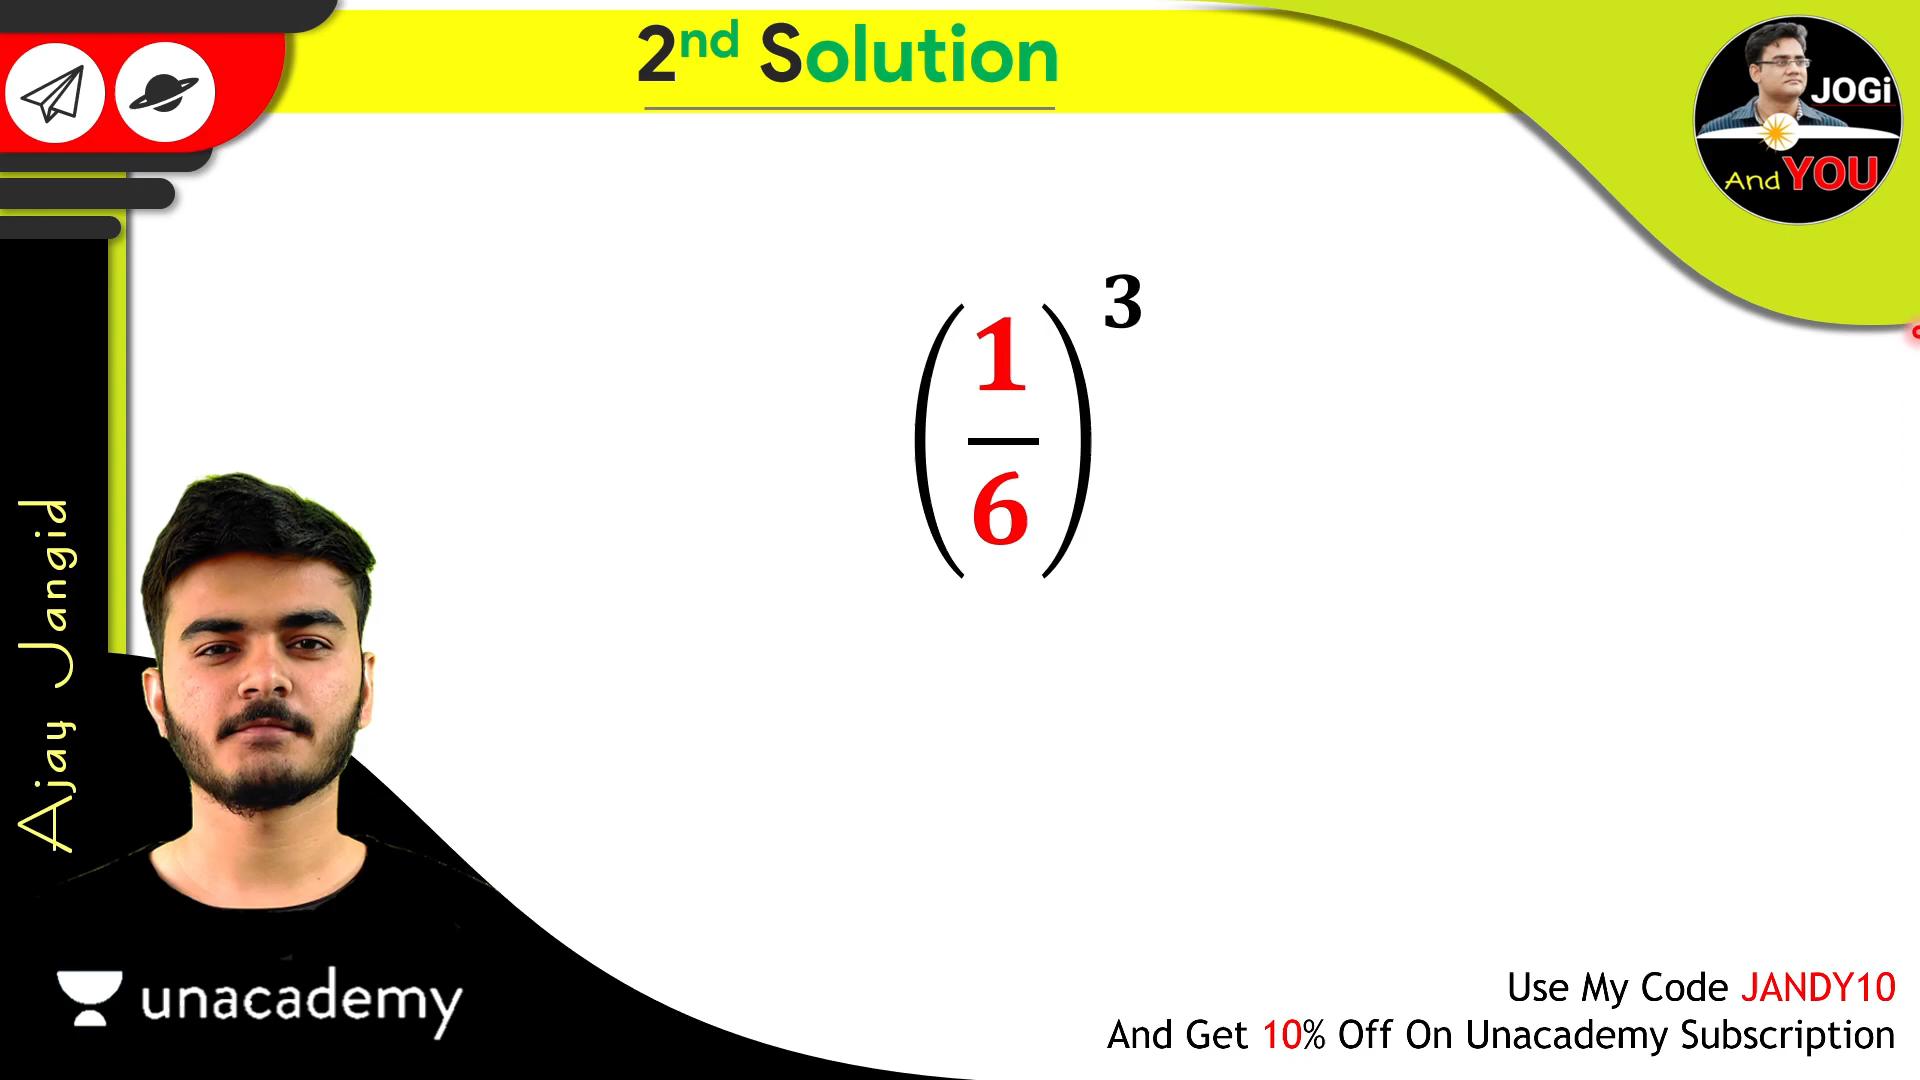 2nd Solution
JOGi
And YOU
(1/6)^3
Ajay Jangid
unacademy
Use My Code JANDY10
And Get 10% Off On Unacademy Subscription